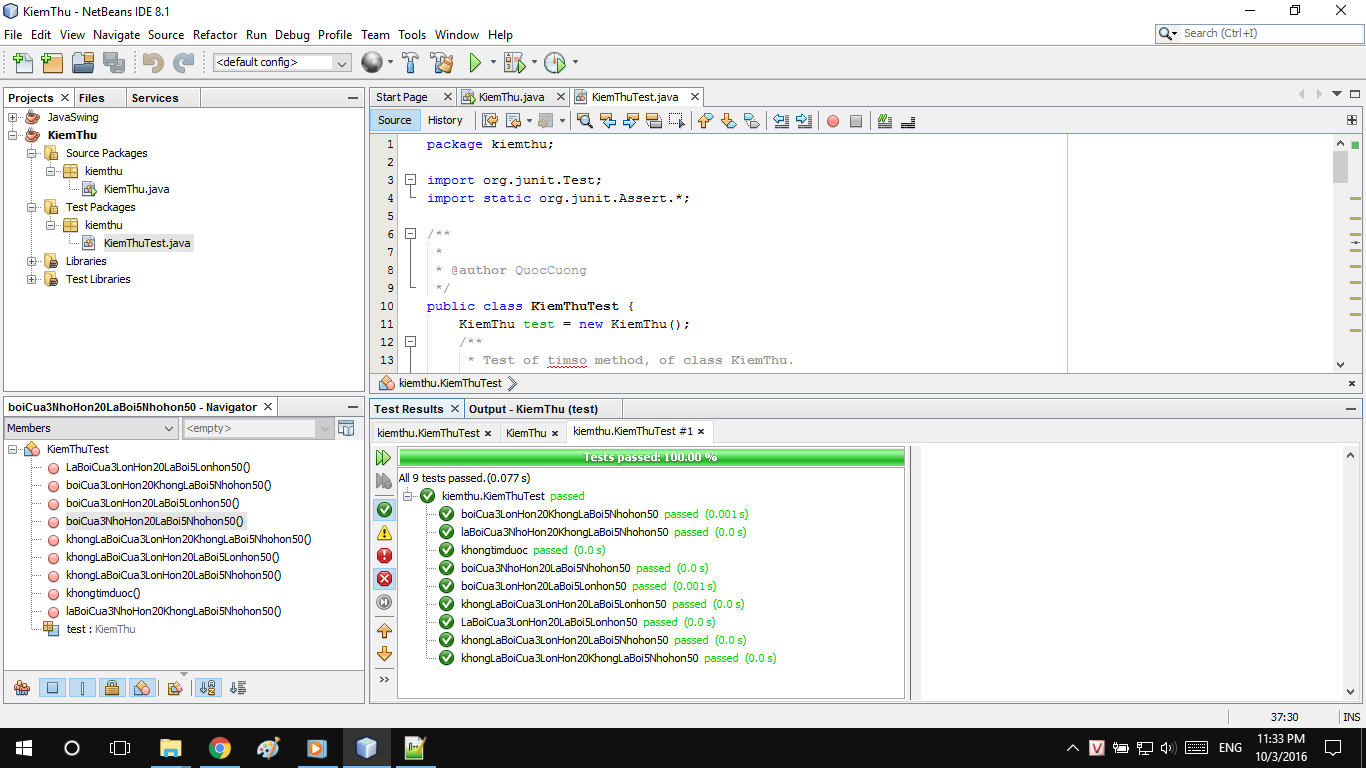 KiemThu - NetBeans IDE 8.1
File Edit View Navigate Source Refactor Run Debug Profile Team Tools Window Help
Search (Ctrl+I)
<default config>
Projects Files Services
JavaSwing
KiemThu
Source Packages
kiemthu
KiemThu.java
Test Packages
kiemthu
KiemThuTest.java
Libraries
Test Libraries
Start Page KiemThu.java KiemThuTest.java
Source History
1 package kiemthu;
2
3 import org.junit.Test;
4 import static org.junit.Assert.*;
5
6 /**
7 *
8 * @author QuocCuong
9 */
10 public class KiemThuTest {
11 KiemThu test = new KiemThu();
12 /**
13 * Test of timso method, of class KiemThu.
kiemthu.KiemThuTest
boiCua3NhoHon20LaBoi5Nhohon50 - Navigator
Members <empty>
KiemThuTest
LaBoiCua3LonHon20LaBoi5Lonhon50()
boiCua3LonHon20KhongLaBoi5Nhohon50()
boiCua3LonHon20LaBoi5Lonhon50()
boiCua3NhoHon20LaBoi5Nhohon50()
khongLaBoiCua3LonHon20KhongLaBoi5Nhohon50()
khongLaBoiCua3LonHon20LaBoi5Lonhon50()
khongLaBoiCua3LonHon20LaBoi5Nhohon50()
khongtimduoc()
laBoiCua3NhoHon20KhongLaBoi5Nhohon50()
test : KiemThu
Test Results Output - KiemThu (test)
kiemthu.KiemThuTest KiemThu kiemthu.KiemThuTest #1
Tests passed: 100.00 %
All 9 tests passed.(0.077 s)
kiemthu.KiemThuTest passed
boiCua3LonHon20KhongLaBoi5Nhohon50 passed (0.001 s)
laBoiCua3NhoHon20KhongLaBoi5Nhohon50 passed (0.0 s)
khongtimduoc passed (0.0 s)
boiCua3NhoHon20LaBoi5Nhohon50 passed (0.0 s)
boiCua3LonHon20LaBoi5Lonhon50 passed (0.001 s)
khongLaBoiCua3LonHon20LaBoi5Lonhon50 passed (0.0 s)
LaBoiCua3LonHon20LaBoi5Lonhon50 passed (0.0 s)
khongLaBoiCua3LonHon20LaBoi5Nhohon50 passed (0.0 s)
khongLaBoiCua3LonHon20KhongLaBoi5Nhohon50 passed (0.0 s)
37:30 INS
ENG
11:33 PM
10/3/2016